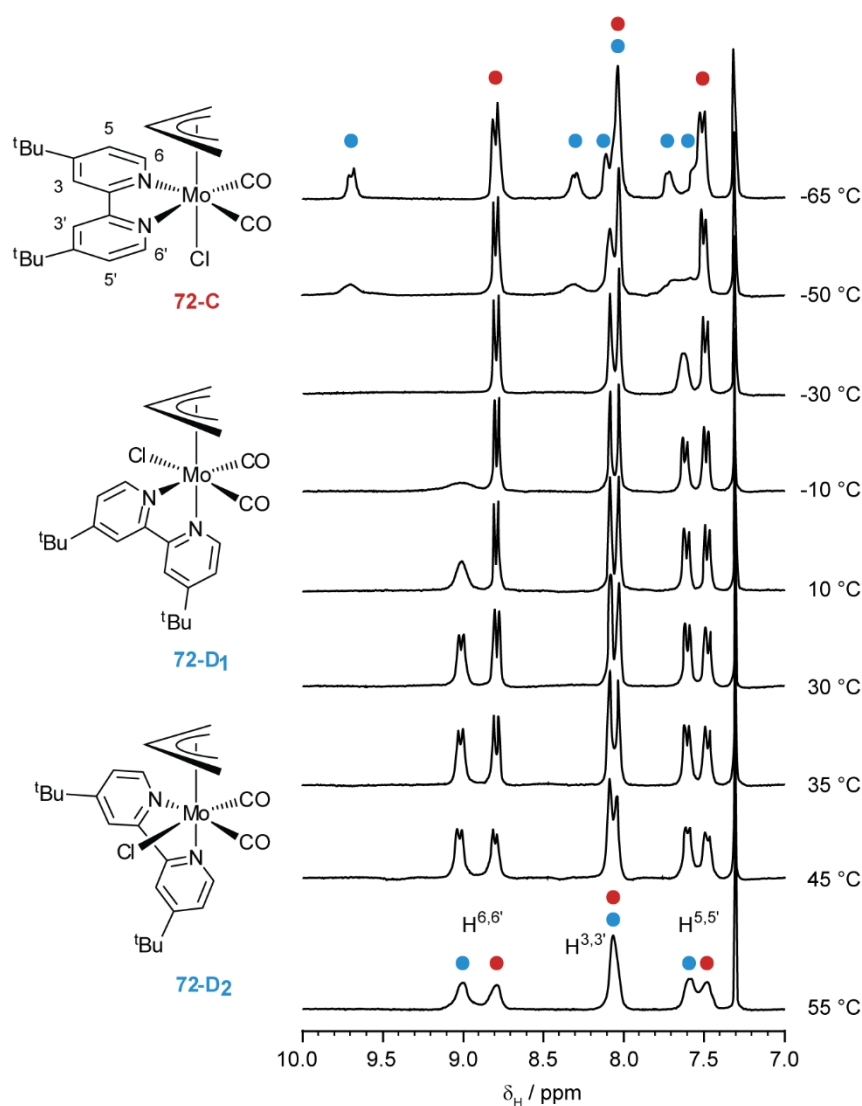 5
tBu
6
3
N
CO
Mo
3'
N
CO
tBu
6'
Cl
5'
72-C
Cl
CO
Mo
N
CO
N
tBu
tBu
72-D1
tBu
N
CO
Mo
Cl
N
CO
tBu
72-D2
-65 °C
-50 °C
-30 °C
-10 °C
10 °C
30 °C
35 °C
45 °C
H6,6'
H3,3'
H5,5'
55 °C
10.0 9.5 9.0 8.5 8.0 7.5 7.0
δH / ppm